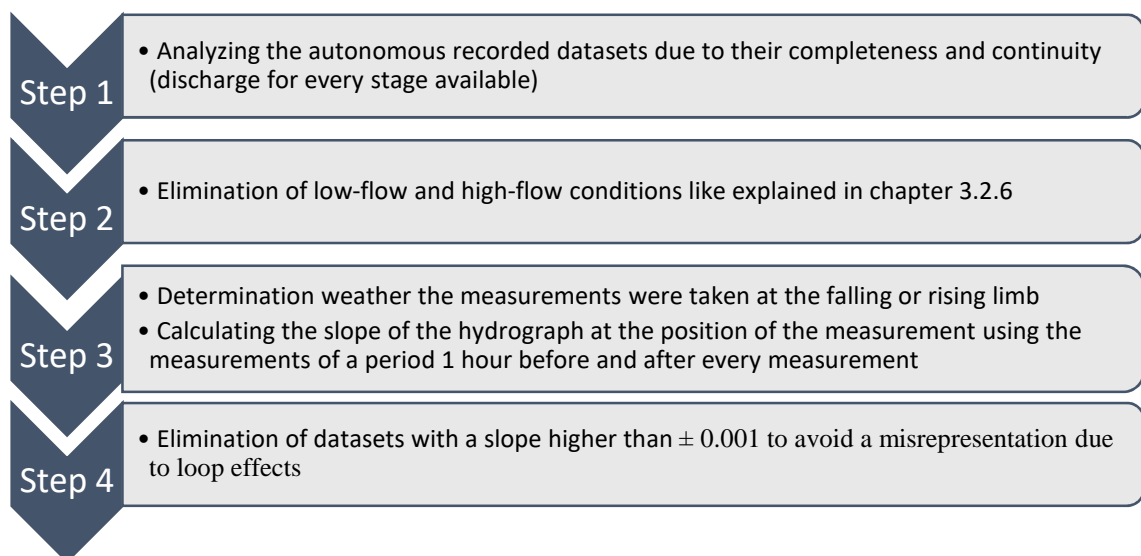 Step 1
• Analyzing the autonomous recorded datasets due to their completeness and continuity
(discharge for every stage available)
Step 2
• Elimination of low-flow and high-flow conditions like explained in chapter 3.2.6
Step 3
• Determination weather the measurements were taken at the falling or rising limb
• Calculating the slope of the hydrograph at the position of the measurement using the
measurements of a period 1 hour before and after every measurement
Step 4
• Elimination of datasets with a slope higher than ± 0.001 to avoid a misrepresentation due
to loop effects